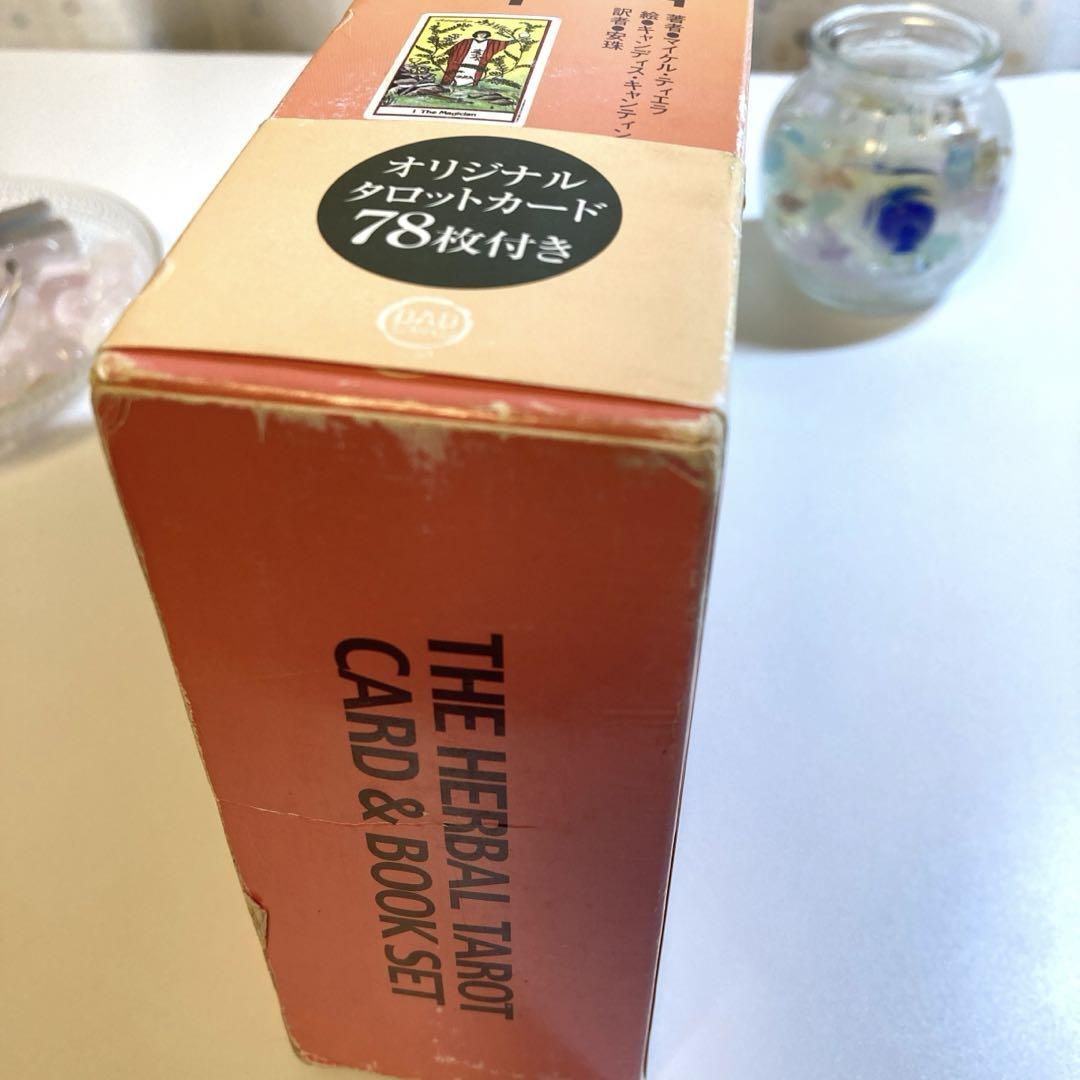 著者●マイケル・ティエラ
絵●キャンディス・キャンティン
訳者●安珠
I The Magician
オリジナル
タロットカード
78枚付き
THE HERBAL TAROT
CARD & BOOK SET